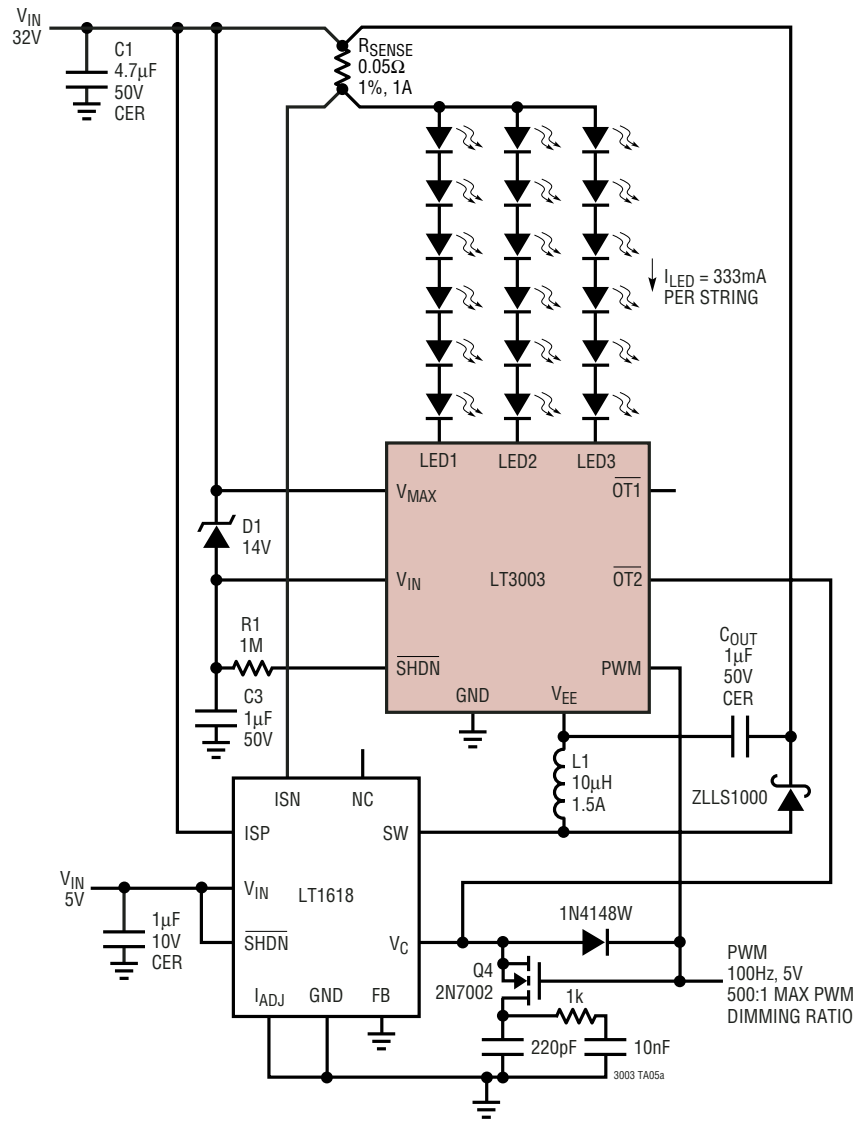 VIN
32V
C1
4.7µF
50V
CER
RSENSE
0.05Ω
1%, 1A
ILED = 333mA
PER STRING
LED1
LED2
LED3
VMAX
OT1
D1
14V
VIN
LT3003
OT2
R1
1M
SHDN
PWM
COUT
1µF
50V
CER
GND
VEE
C3
1µF
50V
L1
10µH
1.5A
ZLLS1000
ISN
NC
ISP
SW
VIN
5V
VIN
LT1618
1µF
10V
CER
SHDN
VC
1N4148W
Q4
2N7002
PWM
100Hz, 5V
500:1 MAX PWM
DIMMING RATIO
IADJ
GND
FB
1k
220pF
10nF
3003 TA05a